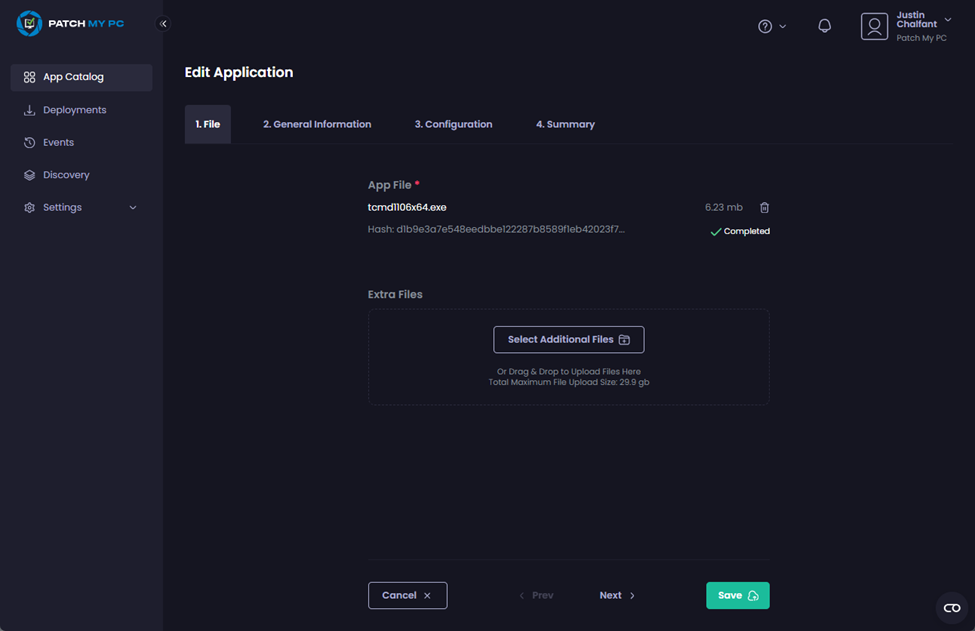 PATCH MY PC
App Catalog
Deployments
Events
Discovery
Settings
Justin
Chalfant
Patch My PC
Edit Application
1. File
2. General Information
3. Configuration
4. Summary
App File *
tcmd1106x64.exe
6.23 mb
Hash: d1b9e3a7e548eedbbe122287b8589f1eb42023f7...
Completed
Extra Files
Select Additional Files
Or Drag & Drop to Upload Files Here
Total Maximum File Upload Size: 29.9 gb
Cancel
Prev
Next
Save